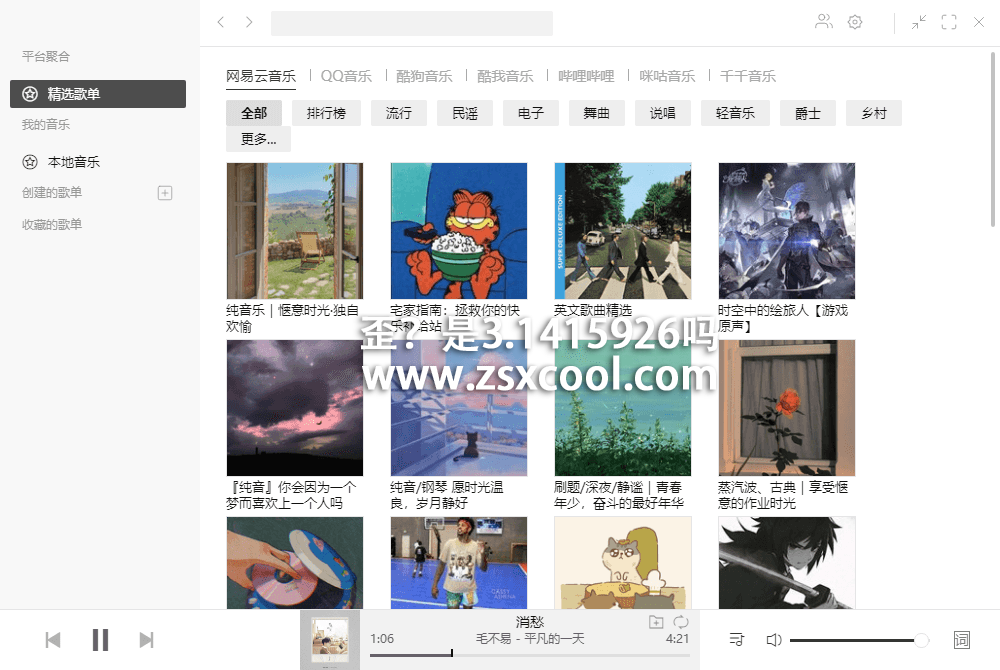 平台聚合
精选歌单
我的音乐
本地音乐
创建的歌单
收藏的歌单
网易云音乐 QQ音乐 酷狗音乐 酷我音乐 哔哩哔哩 咪咕音乐 千千音乐
全部 排行榜 流行 民谣 电子 舞曲 说唱 轻音乐 爵士 乡村
更多...
SUPER DELUXE EDITION
纯音乐 | 惬意时光·独自
欢愉
宅家指南：拯救你的快
乐补给站
英文歌曲精选
时空中的绘旅人【游戏
原声】
歪？是3.1415926吗
www.zsxcool.com
『纯音』你会因为一个
梦而喜欢上一个人吗
纯音/钢琴 愿时光温
良，岁月静好
刷题/深夜/静谧 | 青春
年少，奋斗的最好年华
蒸汽波、古典 | 享受惬
意的作业时光
消愁
1:06 毛不易 - 平凡的一天 4:21
词